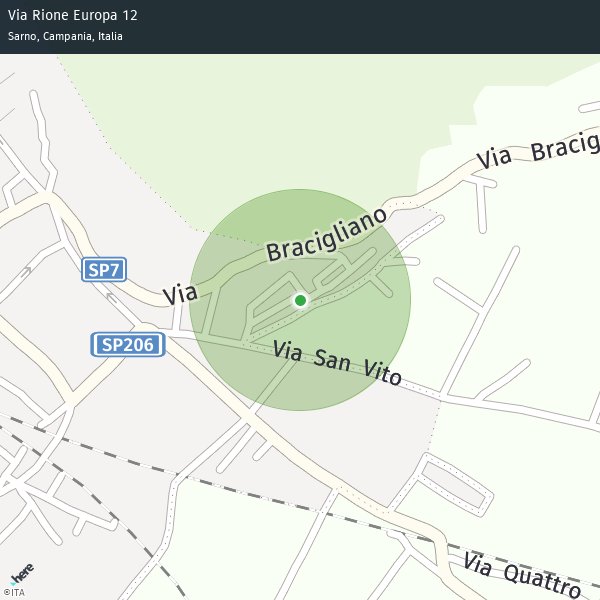 Via Rione Europa 12
Sarno, Campania, Italia
Via Bracig
Via Bracigliano
SP7
SP206
Via San Vito
Via Quattro
here
©ITA